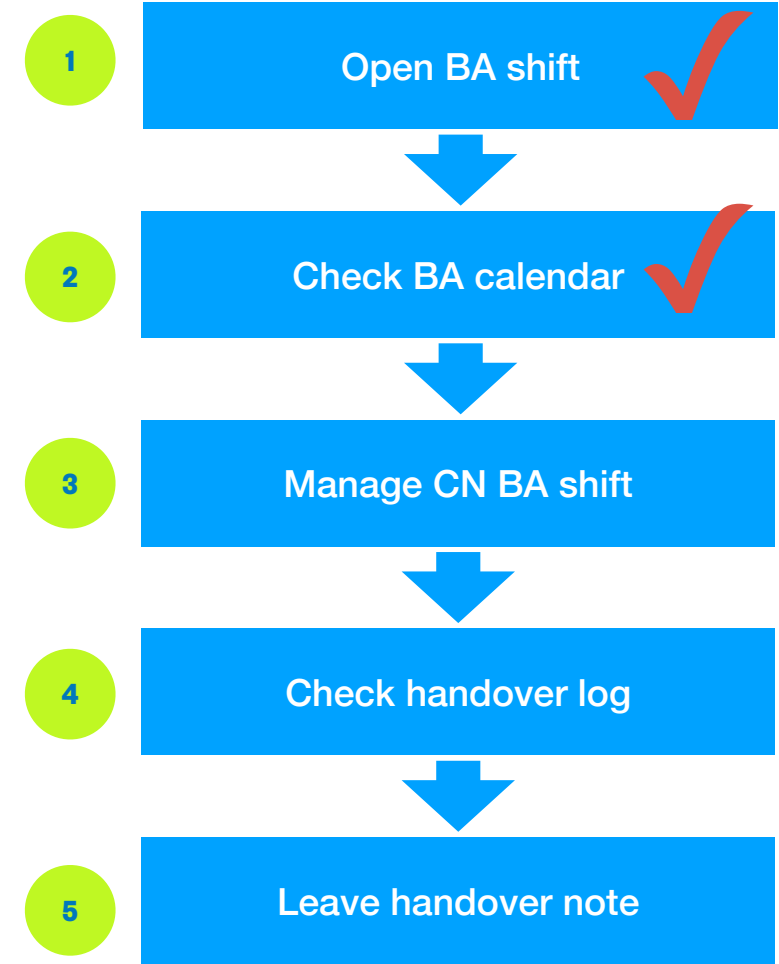 1
Open BA shift
2
Check BA calendar
3
Manage CN BA shift
4
Check handover log
5
Leave handover note